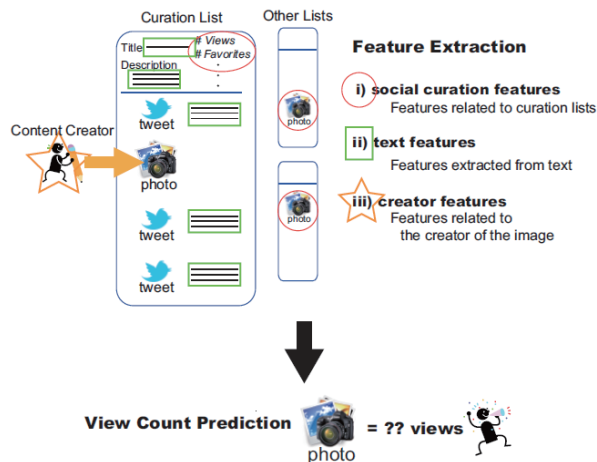 Curation List
Other Lists
Title
# Views
# Favorites
Description
.
.
.
tweet
Content Creator
photo
tweet
tweet
photo
photo
Feature Extraction
i) social curation features
Features related to curation lists
ii) text features
Features extracted from text
iii) creator features
Features related to
the creator of the image
View Count Prediction
photo
= ?? views